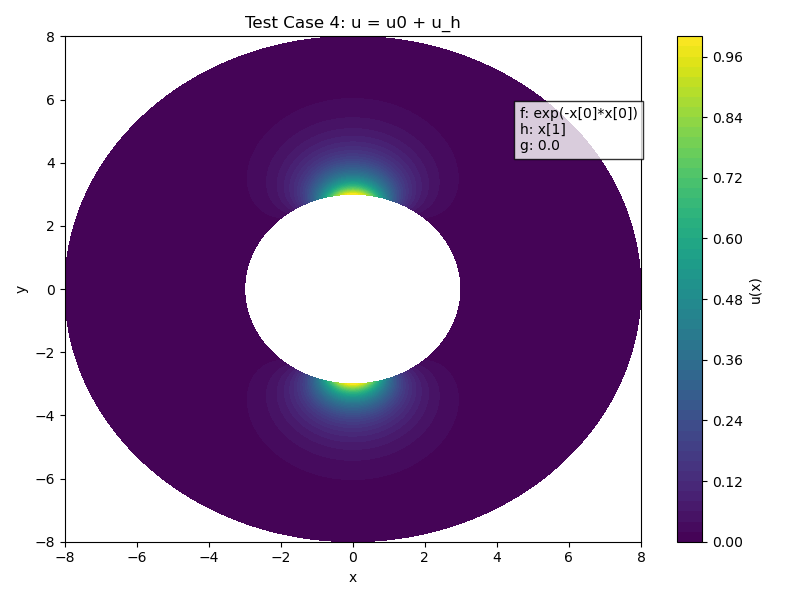 Test Case 4: u = u0 + u_h
f: exp(-x[0]*x[0])
h: x[1]
g: 0.0
8
6
4
2
0
−2
−4
−6
−8
y
−8 −6 −4 −2 0 2 4 6 8
x
0.96
0.84
0.72
0.60
0.48
0.36
0.24
0.12
0.00
u(x)